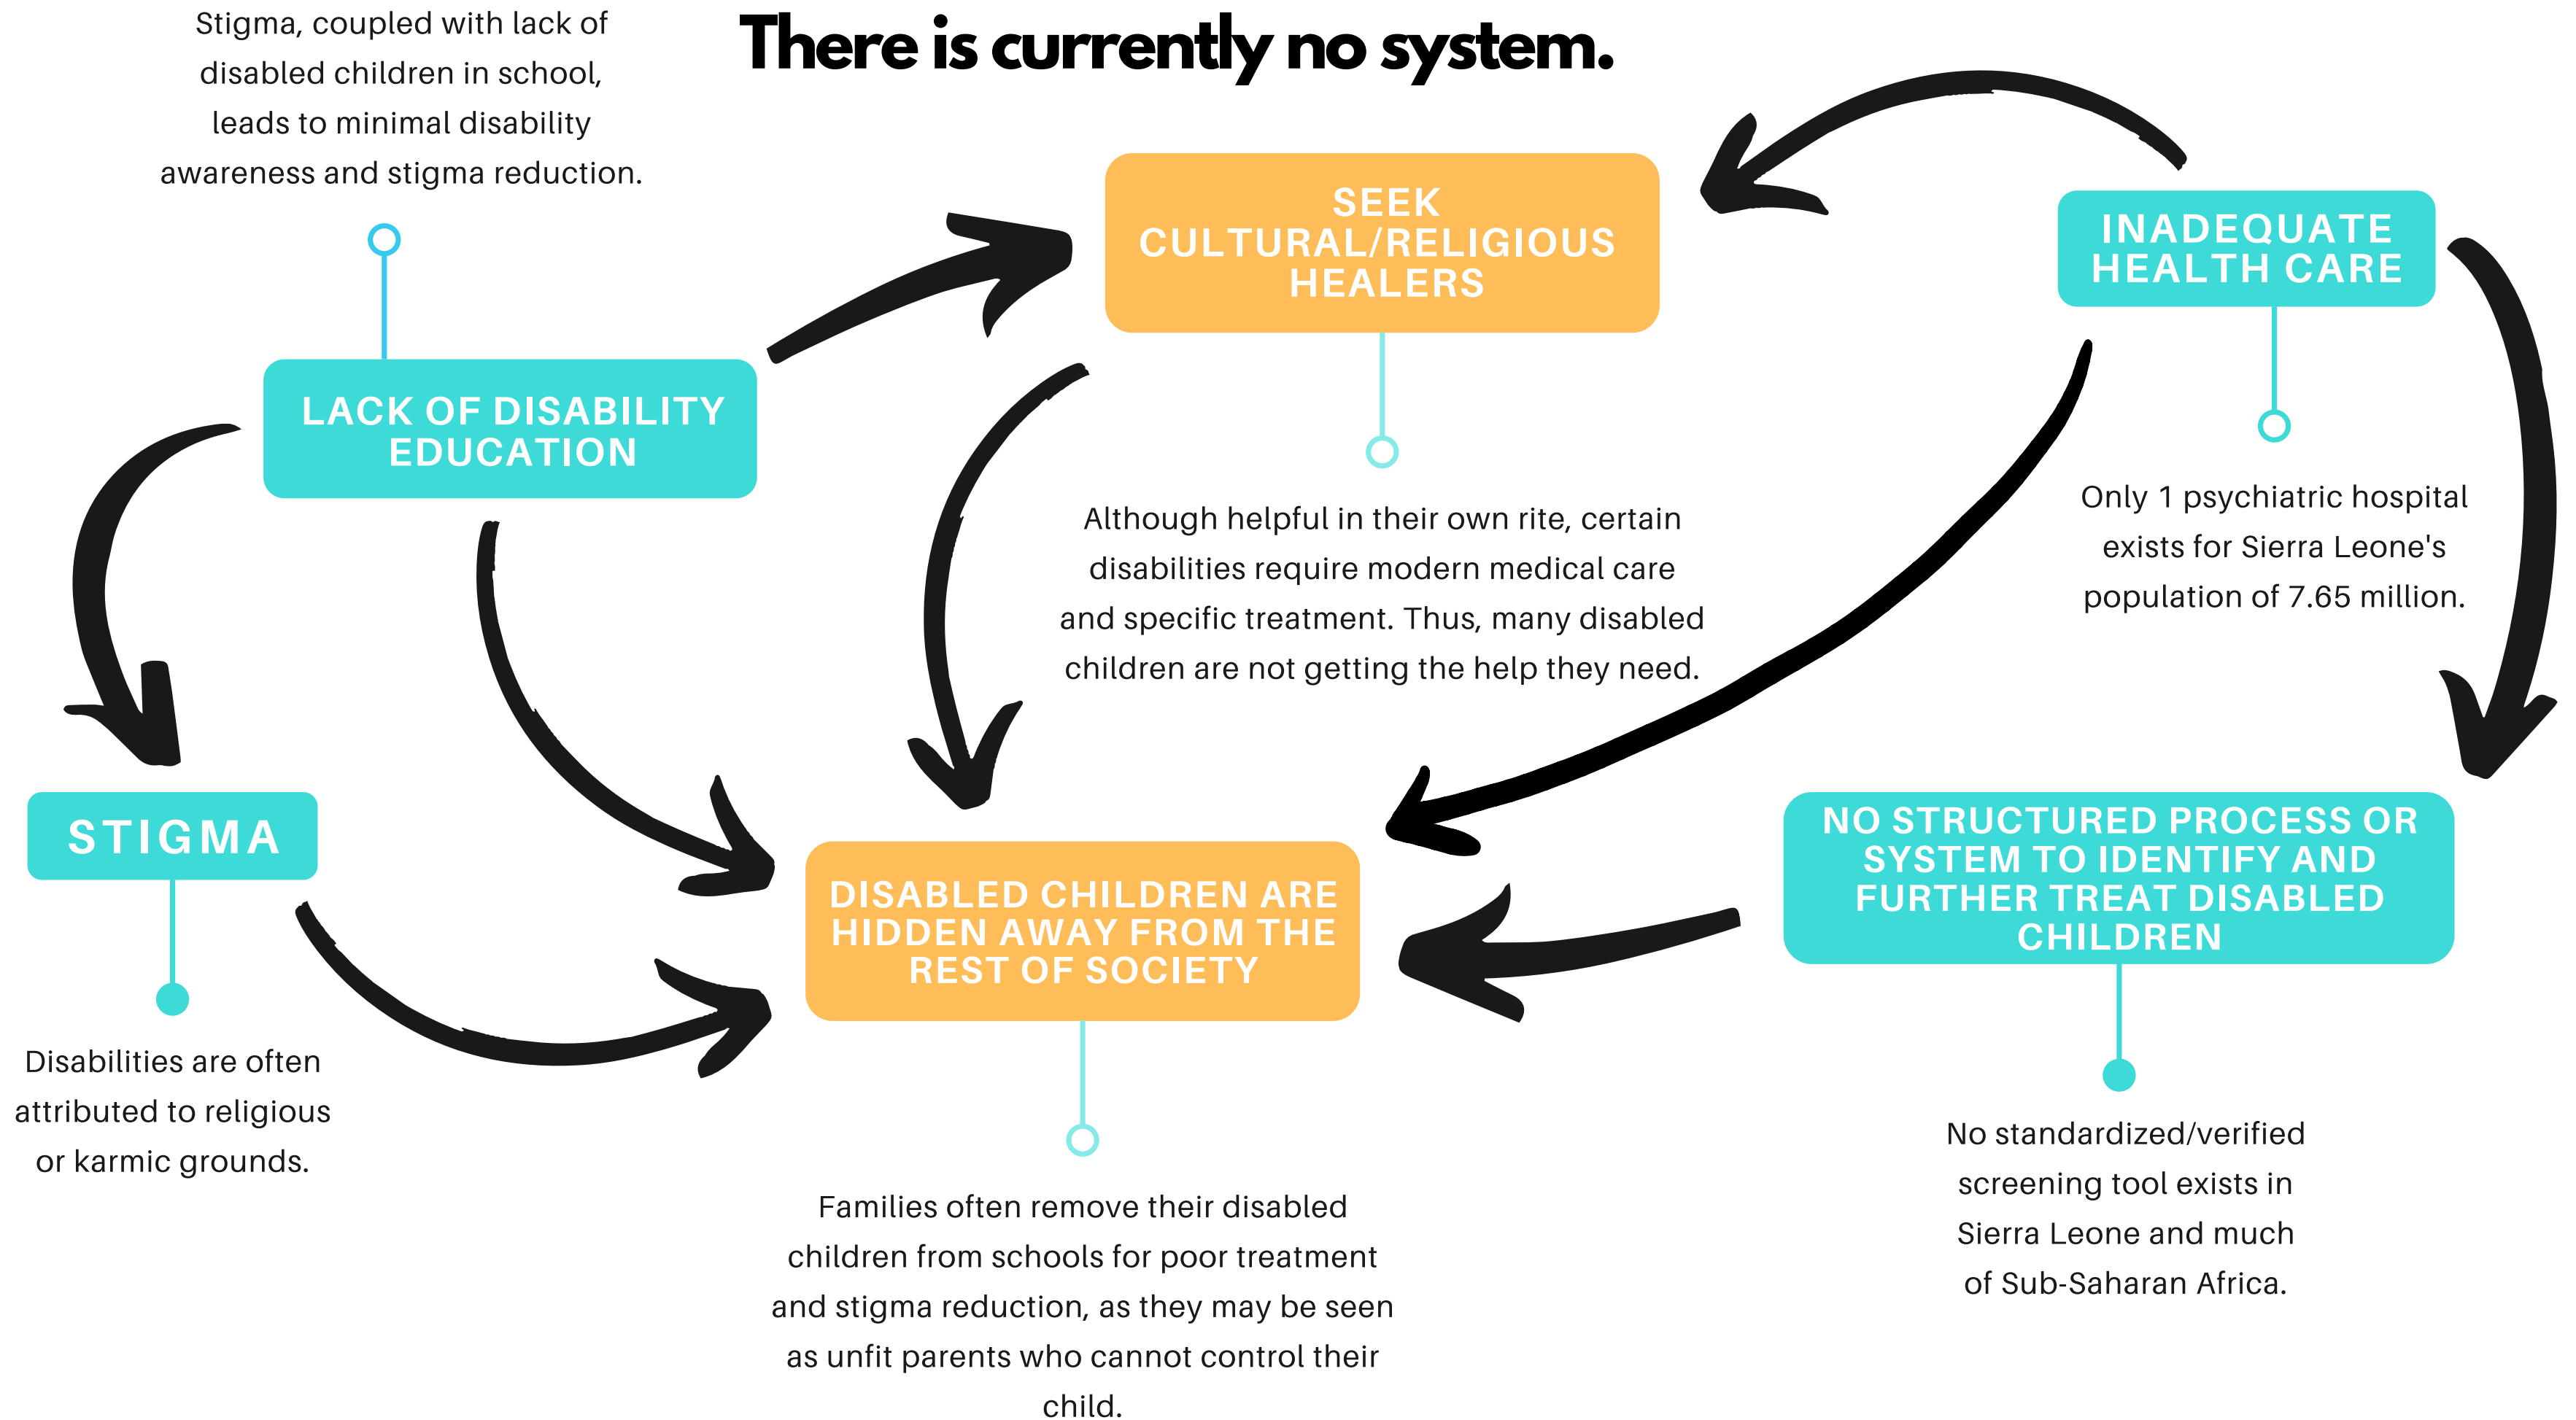 There is currently no system.
Stigma, coupled with lack of
disabled children in school,
leads to minimal disability
awareness and stigma reduction.
LACK OF DISABILITY
EDUCATION
SEEK
CULTURAL/RELIGIOUS
HEALERS
Although helpful in their own rite, certain
disabilities require modern medical care
and specific treatment. Thus, many disabled
children are not getting the help they need.
INADEQUATE
HEALTH CARE
Only 1 psychiatric hospital
exists for Sierra Leone's
population of 7.65 million.
STIGMA
Disabilities are often
attributed to religious
or karmic grounds.
DISABLED CHILDREN ARE
HIDDEN AWAY FROM THE
REST OF SOCIETY
Families often remove their disabled
children from schools for poor treatment
and stigma reduction, as they may be seen
as unfit parents who cannot control their
child.
NO STRUCTURED PROCESS OR
SYSTEM TO IDENTIFY AND
FURTHER TREAT DISABLED
CHILDREN
No standardized/verified
screening tool exists in
Sierra Leone and much
of Sub-Saharan Africa.